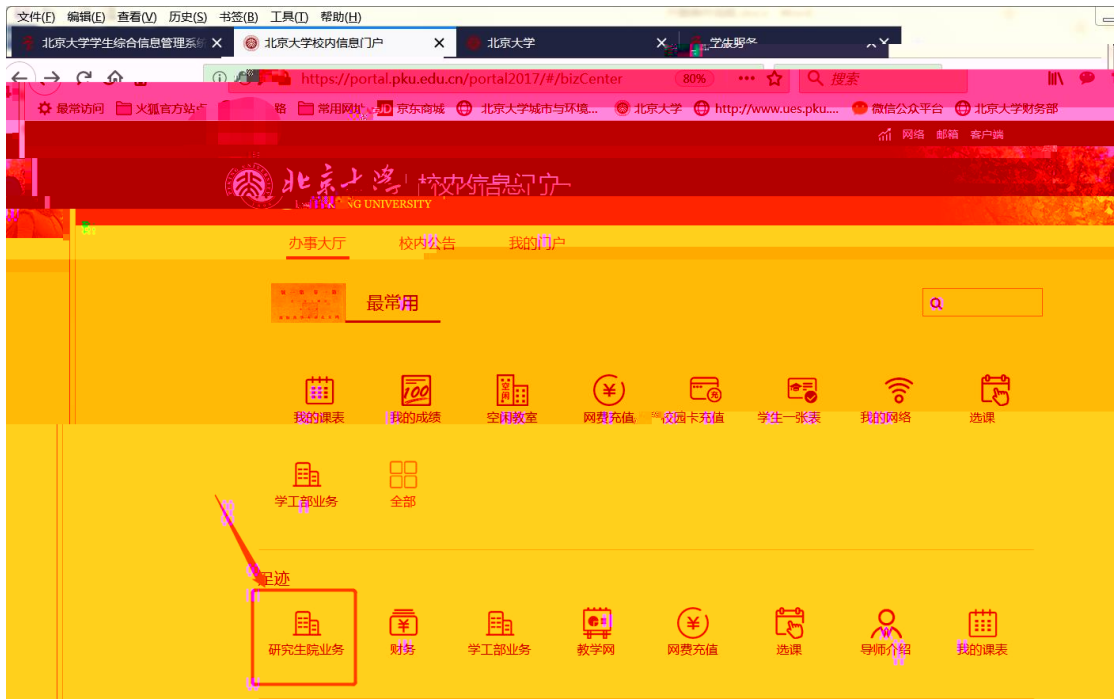 文件(F) 编辑(E) 查看(V) 历史(S) 书签(B) 工具(T) 帮助(H)
北京大学学生综合信息管理系统 北京大学校内信息门户 北京大学
https://portal.pku.edu.cn/portal2017/#/bizCenter 80% 搜索
最常访问 火狐官方站点 常用网址 JD 京东商城 北京大学城市与环境... 北京大学 http://www.ues.pku.... 微信公众平台 北京大学财务部
网络 邮箱 客户端
北京大学 校内信息门户
UNIVERSITY
办事大厅 校内公告 我的门户
最常用
我的课表 我的成绩 空闲教室 网费充值 校园卡充值 学生一张表 我的网络 选课
学工部业务 全部
足迹
研究生院业务 财务 学工部业务 教学网 网费充值 选课 导师介绍 我的课表